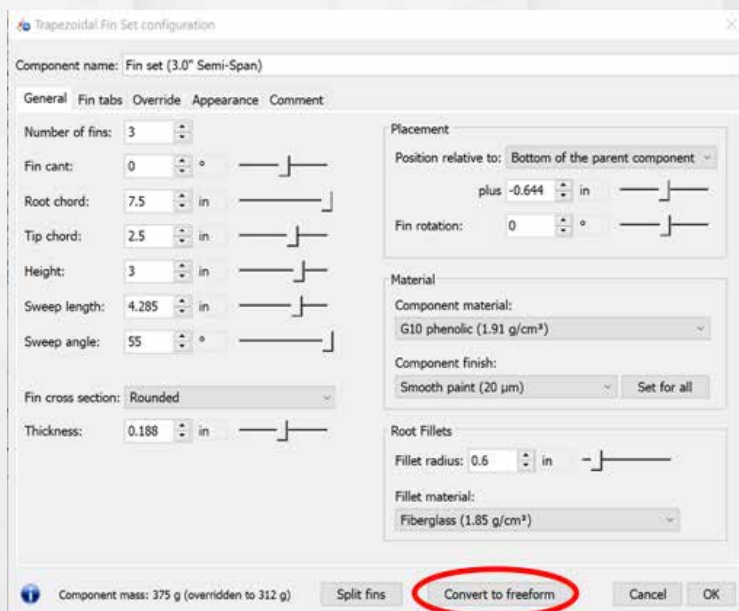 Trapezoidal Fin Set configuration
Component name: Fin set (3.0" Semi-Span)
General Fin tabs Override Appearance Comment
Number of fins: 3
Fin cant: 0 °
Root chord: 7.5 in
Tip chord: 2.5 in
Height: 3 in
Sweep length: 4.285 in
Sweep angle: 55 °
Fin cross section: Rounded
Thickness: 0.188 in
Placement
Position relative to: Bottom of the parent component
plus -0.644 in
Fin rotation: 0 °
Material
Component material:
G10 phenolic (1.91 g/cm³)
Component finish:
Smooth paint (20 μm) Set for all
Root Fillets
Fillet radius: 0.6 in
Fillet material:
Fiberglass (1.85 g/cm³)
Component mass: 375 g (overridden to 312 g) Split fins Convert to freeform Cancel OK